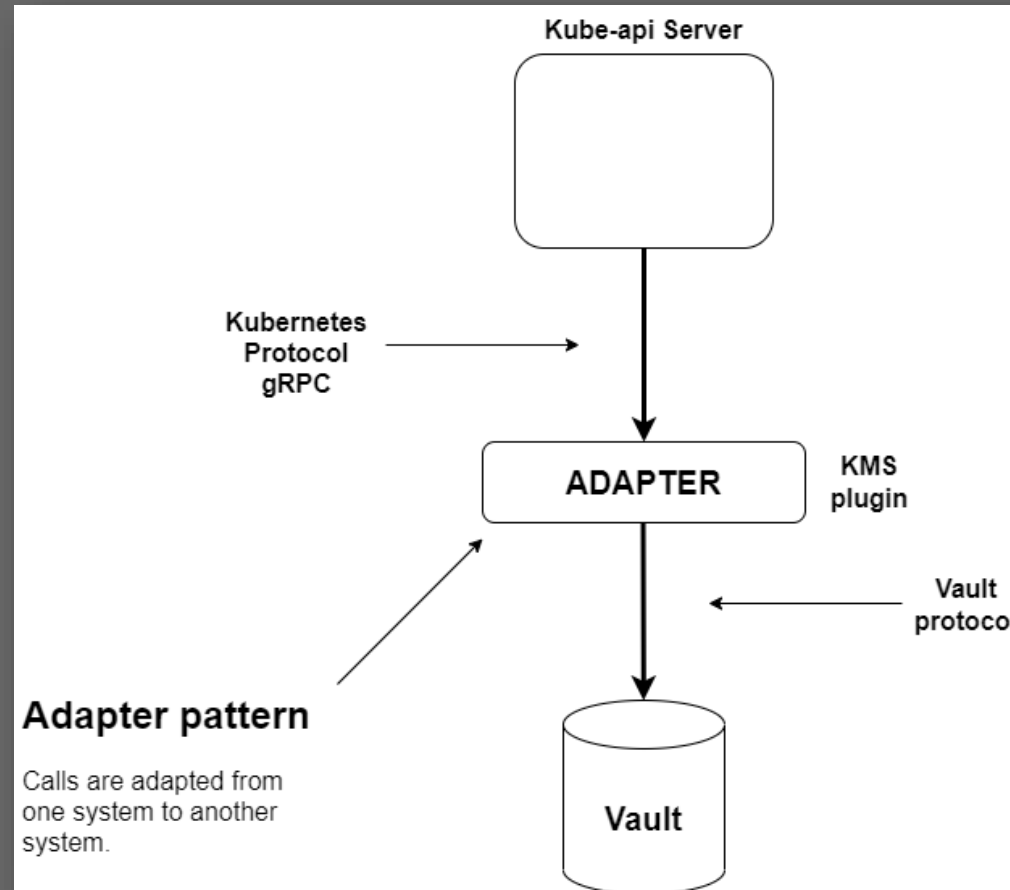 Kube-api Server
Kubernetes
Protocol
gRPC
ADAPTER
KMS
plugin
Vault
protoco
Adapter pattern
Calls are adapted from
one system to another
system.
Vault